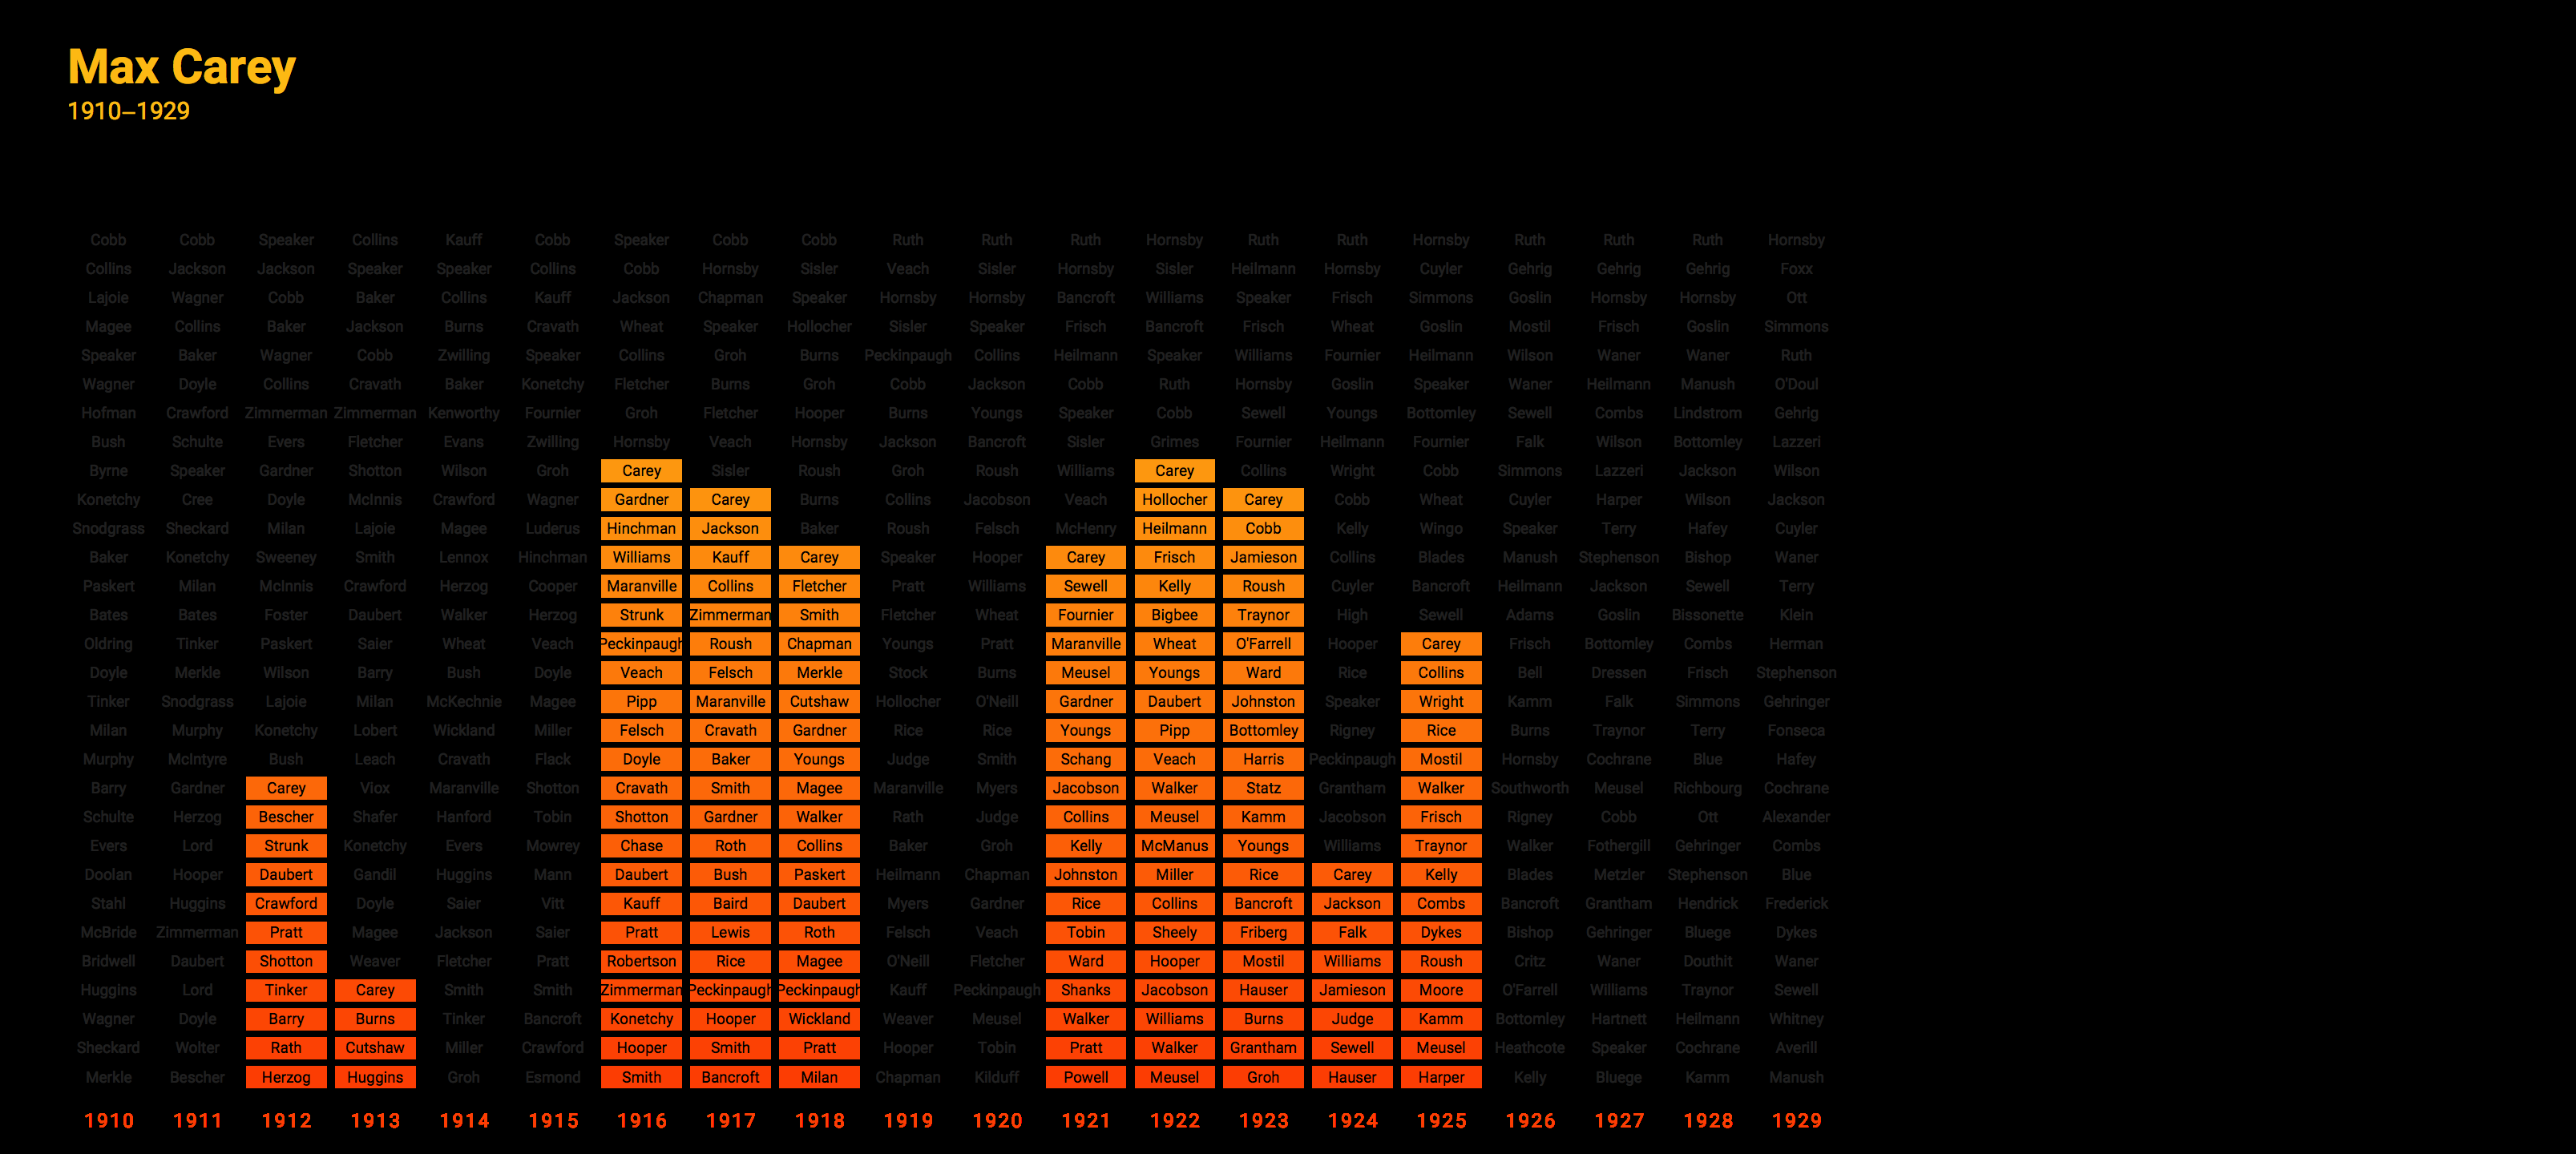 Max Carey
1910–1929
Cobb Cobb Speaker Collins Kauff Cobb Speaker Cobb Cobb Ruth Ruth Ruth Hornsby Ruth Ruth Hornsby Ruth Ruth Ruth Hornsby
Collins Jackson Jackson Speaker Speaker Collins Cobb Hornsby Sisler Veach Sisler Hornsby Sisler Heilmann Hornsby Cuyler Gehrig Gehrig Gehrig Foxx
Lajoie Wagner Cobb Baker Collins Kauff Jackson Chapman Speaker Hornsby Hornsby Bancroft Williams Speaker Frisch Simmons Goslin Hornsby Hornsby Ott
Magee Collins Baker Jackson Burns Cravath Wheat Speaker Hollocher Sisler Speaker Frisch Bancroft Frisch Wheat Goslin Mostil Frisch Goslin Simmons
Speaker Baker Wagner Cobb Zwilling Speaker Collins Groh Burns Peckinpaugh Collins Heilmann Speaker Williams Fournier Heilmann Wilson Waner Waner Ruth
Wagner Doyle Collins Cravath Baker Konetchy Fletcher Burns Groh Cobb Jackson Cobb Ruth Hornsby Goslin Speaker Waner Heilmann Manush O'Doul
Hofman Crawford Zimmerman Zimmerman Kenworthy Fournier Groh Fletcher Hooper Burns Youngs Speaker Cobb Sewell Youngs Bottomley Sewell Combs Lindstrom Gehrig
Bush Schulte Evers Fletcher Evans Zwilling Hornsby Veach Hornsby Jackson Bancroft Sisler Grimes Fournier Heilmann Fournier Falk Wilson Bottomley Lazzeri
Byrne Speaker Gardner Shotton Wilson Groh Carey Sisler Roush Groh Roush Williams Carey Collins Wright Cobb Simmons Lazzeri Jackson Wilson
Konetchy Cree Doyle McInnis Crawford Wagner Gardner Carey Burns Collins Jacobson Veach Hollocher Carey Cobb Wheat Cuyler Harper Wilson Jackson
Snodgrass Sheckard Milan Lajoie Magee Luderus Hinchman Jackson Baker Roush Felsch McHenry Heilmann Cobb Kelly Wingo Speaker Terry Hafey Cuyler
Baker Konetchy Sweeney Smith Lennox Hinchman Williams Kauff Carey Speaker Hooper Carey Frisch Jamieson Collins Blades Manush Stephenson Bishop Waner
Paskert Milan McInnis Crawford Herzog Cooper Maranville Collins Fletcher Pratt Williams Sewell Kelly Roush Cuyler Bancroft Heilmann Jackson Sewell Terry
Bates Bates Foster Daubert Walker Herzog Strunk Zimmerman Smith Fletcher Wheat Fournier Bigbee Traynor High Sewell Adams Goslin Bissonette Klein
Oldring Tinker Paskert Saier Wheat Veach Peckinpaugh Roush Chapman Youngs Pratt Maranville Wheat O'Farrell Hooper Carey Frisch Bottomley Combs Herman
Doyle Merkle Wilson Barry Bush Doyle Veach Felsch Merkle Stock Burns Meusel Youngs Ward Rice Collins Bell Dressen Frisch Stephenson
Tinker Snodgrass Lajoie Milan McKechnie Magee Pipp Maranville Cutshaw Hollocher O'Neill Gardner Daubert Johnston Speaker Wright Kamm Falk Simmons Gehringer
Milan Murphy Konetchy Lobert Wickland Miller Felsch Cravath Gardner Rice Rice Youngs Pipp Bottomley Rigney Rice Burns Traynor Terry Fonseca
Murphy McIntyre Bush Leach Cravath Flack Doyle Baker Youngs Judge Smith Schang Veach Harris Peckinpaugh Mostil Hornsby Cochrane Blue Hafey
Barry Gardner Carey Viox Maranville Shotton Cravath Smith Magee Maranville Myers Jacobson Walker Statz Grantham Walker Southworth Meusel Richbourg Cochrane
Schulte Herzog Bescher Shafer Hanford Tobin Shotton Gardner Walker Rath Judge Collins Meusel Kamm Jacobson Frisch Rigney Cobb Ott Alexander
Evers Lord Strunk Konetchy Evers Mowrey Chase Roth Collins Baker Groh Kelly McManus Youngs Williams Traynor Walker Fothergill Gehringer Combs
Doolan Hooper Daubert Gandil Huggins Mann Daubert Bush Paskert Heilmann Chapman Johnston Miller Rice Carey Kelly Blades Metzler Stephenson Blue
Stahl Huggins Crawford Doyle Saier Vitt Kauff Baird Daubert Myers Gardner Rice Collins Bancroft Jackson Combs Bancroft Grantham Hendrick Frederick
McBride Zimmerman Pratt Magee Jackson Saier Pratt Lewis Roth Felsch Veach Tobin Sheely Friberg Falk Dykes Bishop Gehringer Bluege Dykes
Bridwell Daubert Shotton Weaver Fletcher Pratt Robertson Rice Magee O'Neill Fletcher Ward Hooper Mostil Williams Roush Critz Waner Douthit Waner
Huggins Lord Tinker Carey Smith Smith Zimmerman Peckinpaugh Peckinpaugh Kauff Peckinpaugh Shanks Jacobson Hauser Jamieson Moore O'Farrell Williams Traynor Sewell
Wagner Doyle Barry Burns Tinker Bancroft Konetchy Hooper Wickland Weaver Meusel Walker Williams Burns Judge Kamm Bottomley Hartnett Heilmann Whitney
Sheckard Wolter Rath Cutshaw Miller Crawford Hooper Smith Pratt Hooper Tobin Pratt Walker Grantham Sewell Meusel Heathcote Speaker Cochrane Averill
Merkle Bescher Herzog Huggins Groh Esmond Smith Bancroft Milan Chapman Kilduff Powell Meusel Groh Hauser Harper Kelly Bluege Kamm Manush
1910 1911 1912 1913 1914 1915 1916 1917 1918 1919 1920 1921 1922 1923 1924 1925 1926 1927 1928 1929